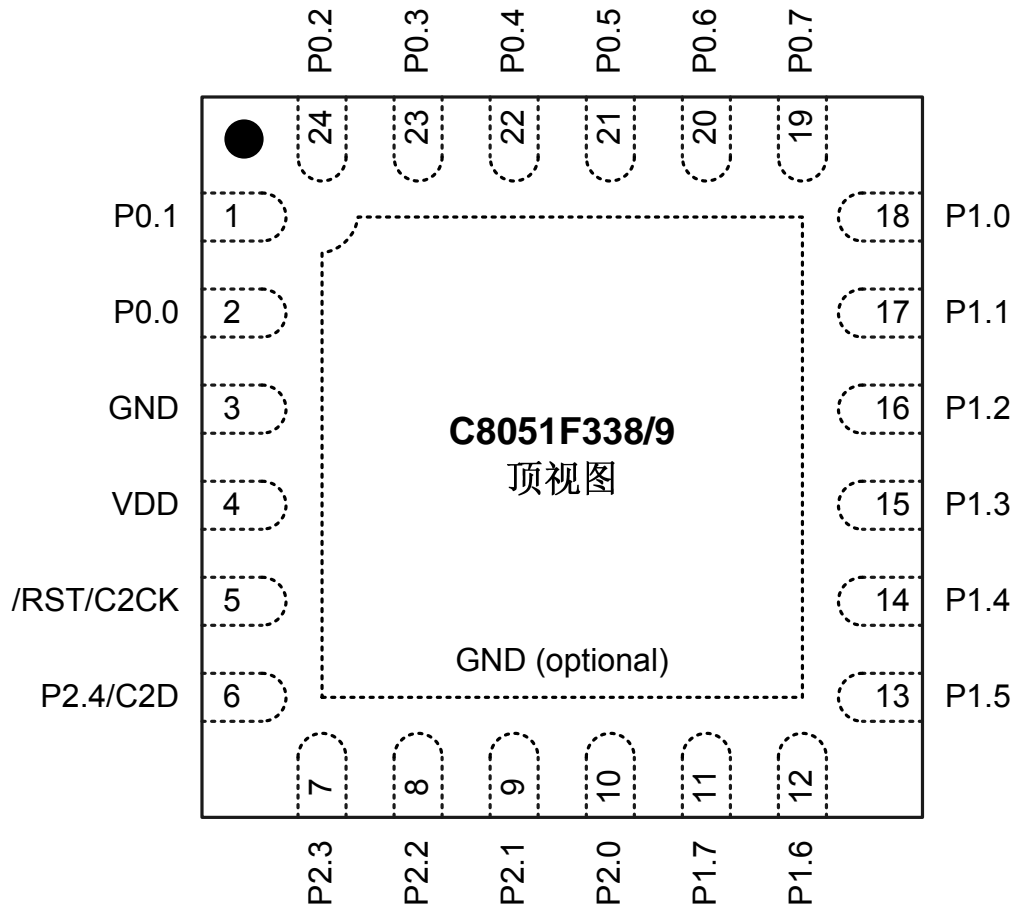 P0.2 P0.3 P0.4 P0.5 P0.6 P0.7
24 23 22 21 20 19
P0.1 1 18 P1.0
P0.0 2 17 P1.1
GND 3 16 P1.2
C8051F338/9
顶视图
VDD 4 15 P1.3
/RST/C2CK 5 14 P1.4
GND (optional)
P2.4/C2D 6 13 P1.5
7 8 9 10 11 12
P2.3 P2.2 P2.1 P2.0 P1.7 P1.6